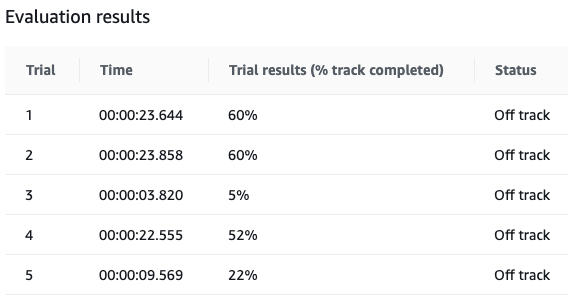 Evaluation results
Trial Time Trial results (% track completed) Status
1 00:00:23.644 60% Off track
2 00:00:23.858 60% Off track
3 00:00:03.820 5% Off track
4 00:00:22.555 52% Off track
5 00:00:09.569 22% Off track